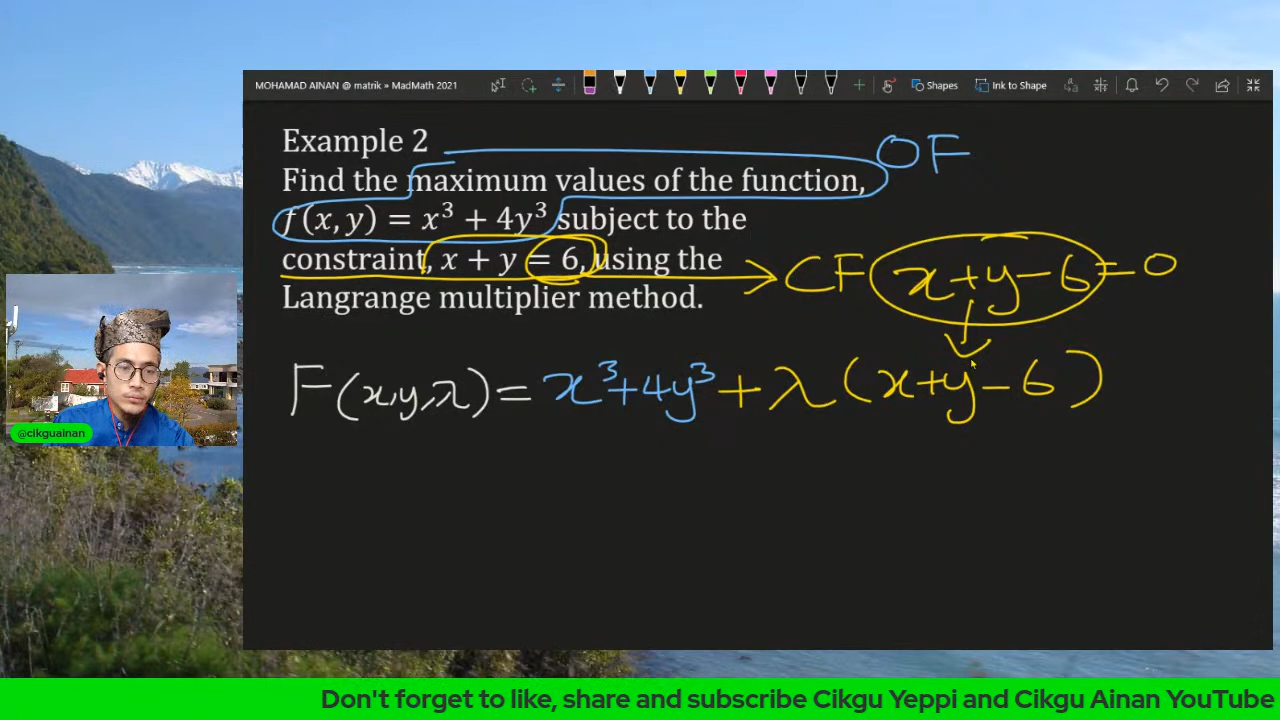 MOHAMAD AINAN @ matrik » MadMath 2021
Shapes
Ink to Shape
Example 2
OF
Find the maximum values of the function,
f(x, y) = x³ + 4y³ subject to the
constraint, x + y = 6, using the
CF x+y-6=0
Langrange multiplier method.
F(x,y,λ)= x³+4y³+λ(x+y-6)
@cikguainan
Don't forget to like, share and subscribe Cikgu Yeppi and Cikgu Ainan YouTube